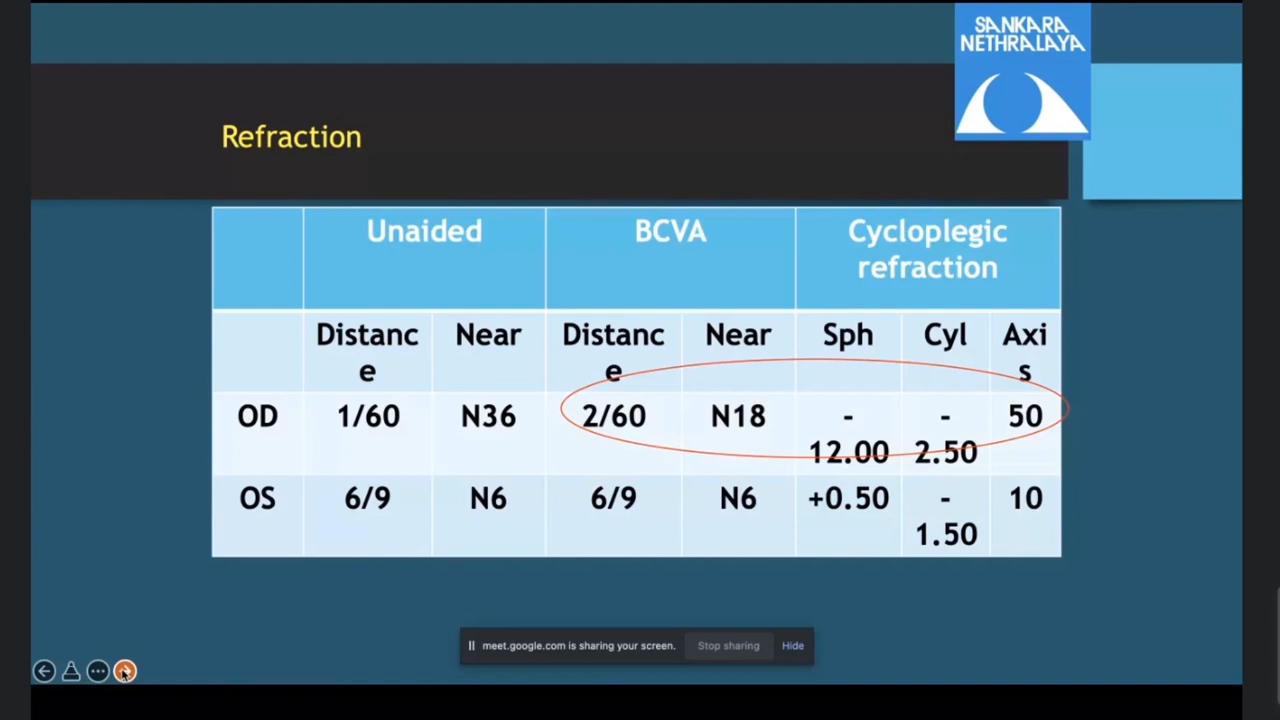 SANKARA
NETHRALAYA
Refraction
Unaided BCVA Cycloplegic
refraction
Distanc Near Distanc Near Sph Cyl Axi
e e s
OD 1/60 N36 2/60 N18 - - 50
12.00 2.50
OS 6/9 N6 6/9 N6 +0.50 - 10
1.50
meet.google.com is sharing your screen. Stop sharing Hide